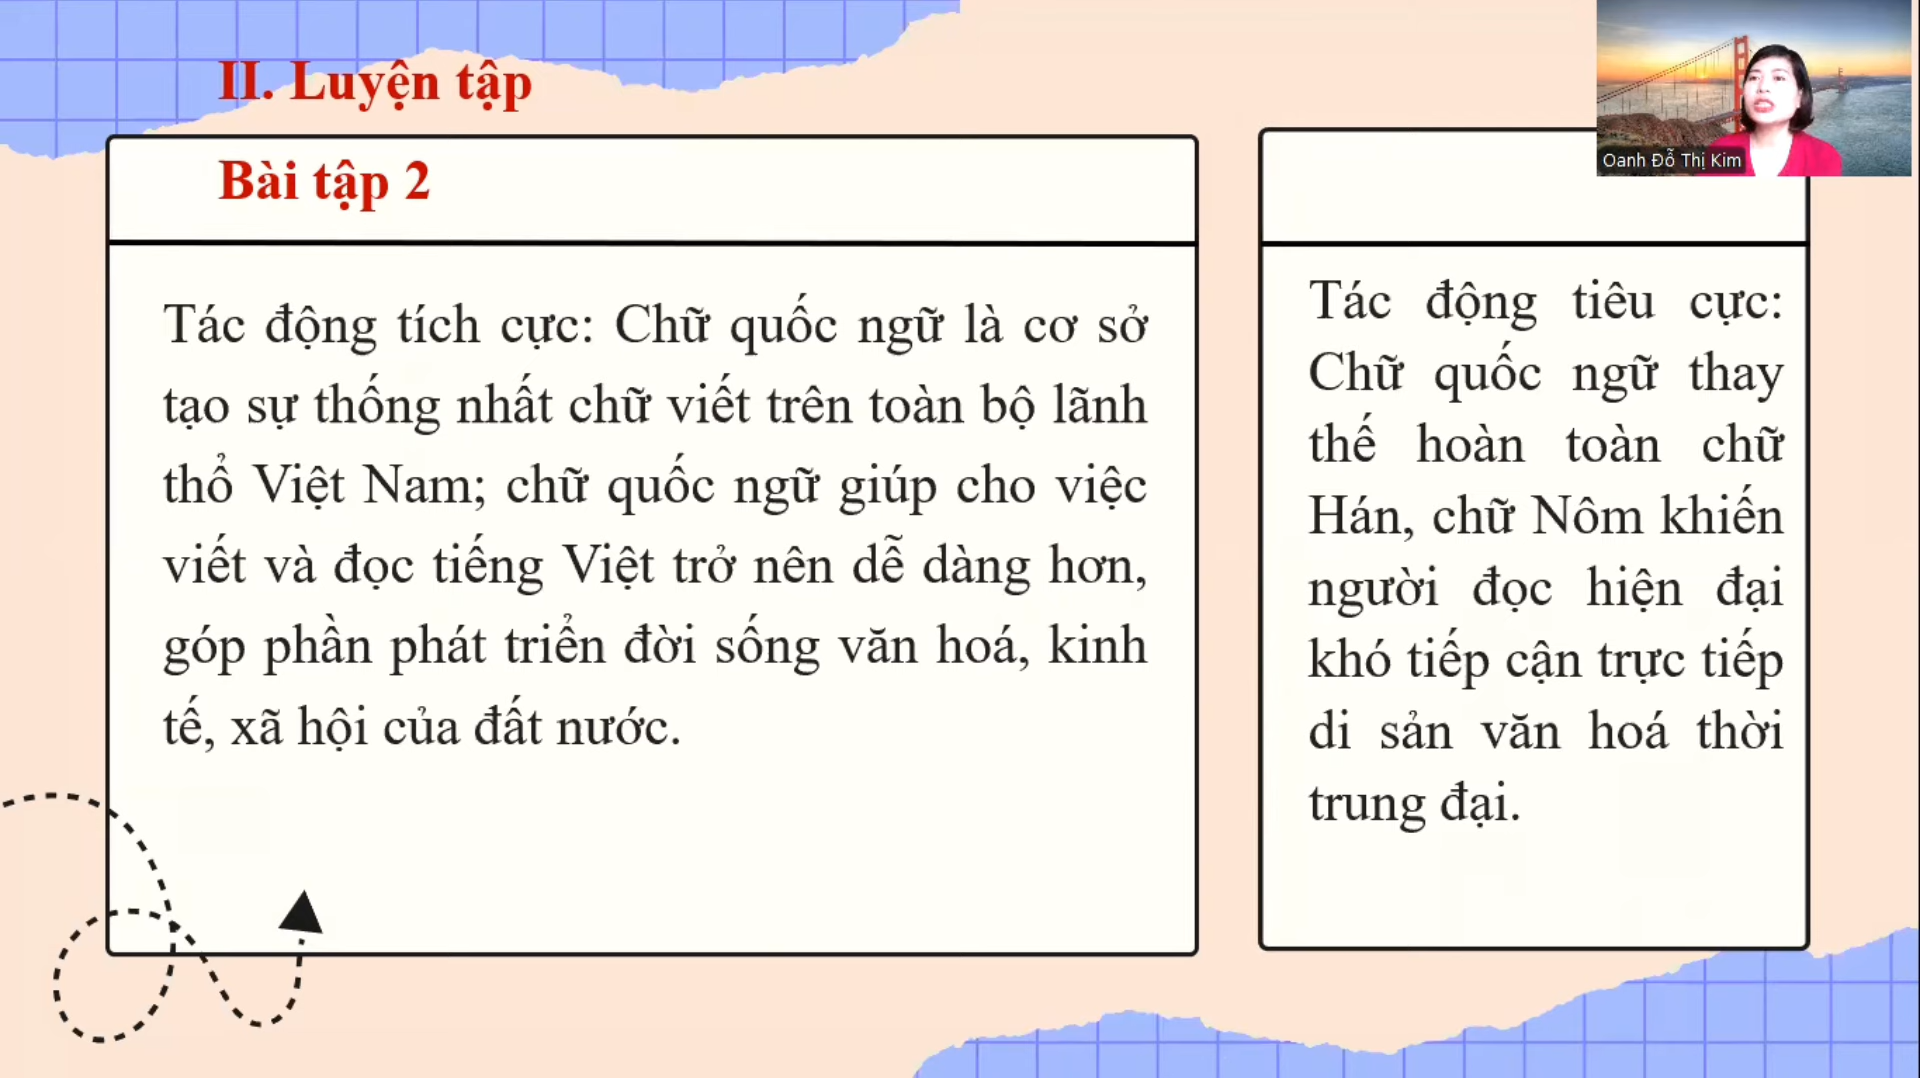 II. Luyện tập
Bài tập 2
Tác động tích cực: Chữ quốc ngữ là cơ sở
tạo sự thống nhất chữ viết trên toàn bộ lãnh
thổ Việt Nam; chữ quốc ngữ giúp cho việc
viết và đọc tiếng Việt trở nên dễ dàng hơn,
góp phần phát triển đời sống văn hoá, kinh
tế, xã hội của đất nước.
Tác động tiêu cực:
Chữ quốc ngữ thay
thế hoàn toàn chữ
Hán, chữ Nôm khiến
người đọc hiện đại
khó tiếp cận trực tiếp
di sản văn hoá thời
trung đại.
Oanh Đỗ Thị Kim